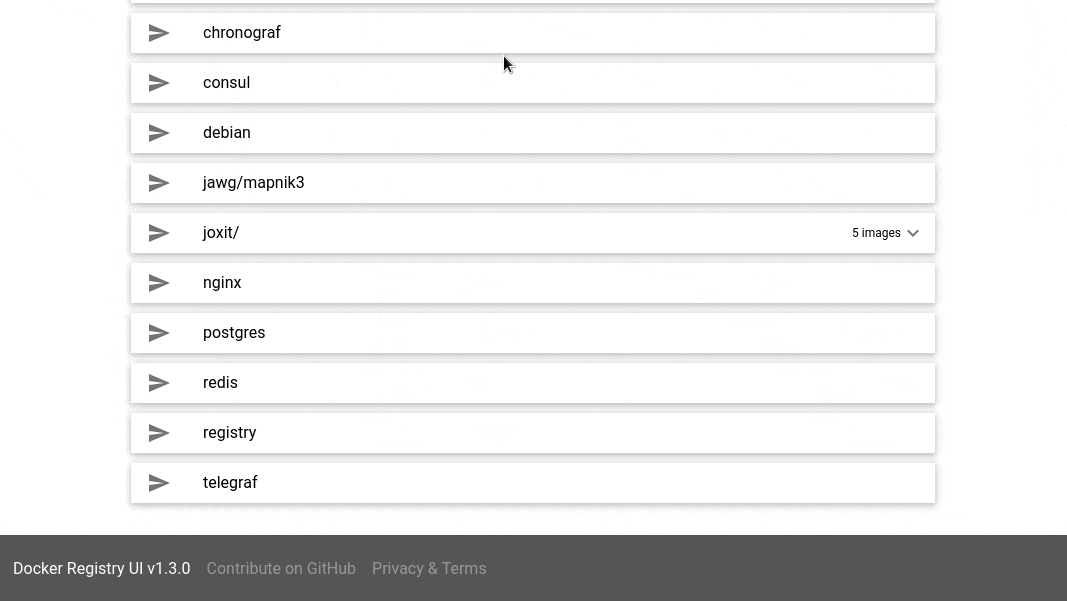 chronograf
consul
debian
jawg/mapnik3
joxit/ 5 images
nginx
postgres
redis
registry
telegraf
Docker Registry UI v1.3.0 Contribute on GitHub Privacy & Terms